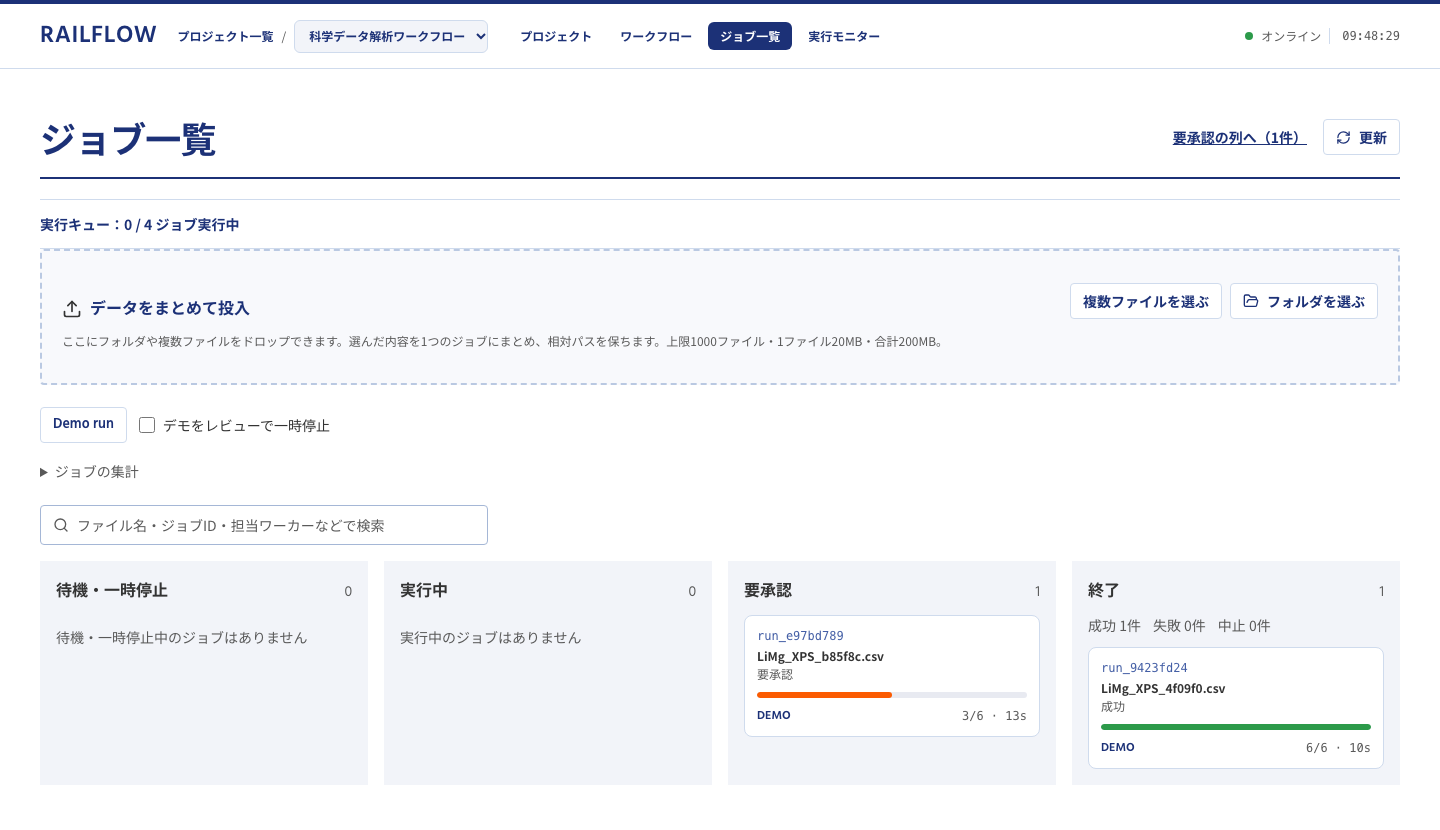 RAILFLOW プロジェクト一覧 / 科学データ解析ワークフロー プロジェクト ワークフロー ジョブ一覧 実行モニター オンライン 09:48:29
ジョブ一覧 要承認の列へ（1件） 更新
実行キュー：0 / 4 ジョブ実行中
データをまとめて投入 複数ファイルを選ぶ フォルダを選ぶ
ここにフォルダや複数ファイルをドロップできます。選んだ内容を1つのジョブにまとめ、相対パスを保ちます。上限1000ファイル・1ファイル20MB・合計200MB。
Demo run デモをレビューで一時停止
ジョブの集計
ファイル名・ジョブID・担当ワーカーなどで検索
待機・一時停止 0
待機・一時停止中のジョブはありません
実行中 0
実行中のジョブはありません
要承認 1
run_e97bd789
LiMg_XPS_b85f8c.csv
要承認
DEMO 3/6 · 13s
終了 1
成功 1件 失敗 0件 中止 0件
run_9423fd24
LiMg_XPS_4f09f0.csv
成功
DEMO 6/6 · 10s